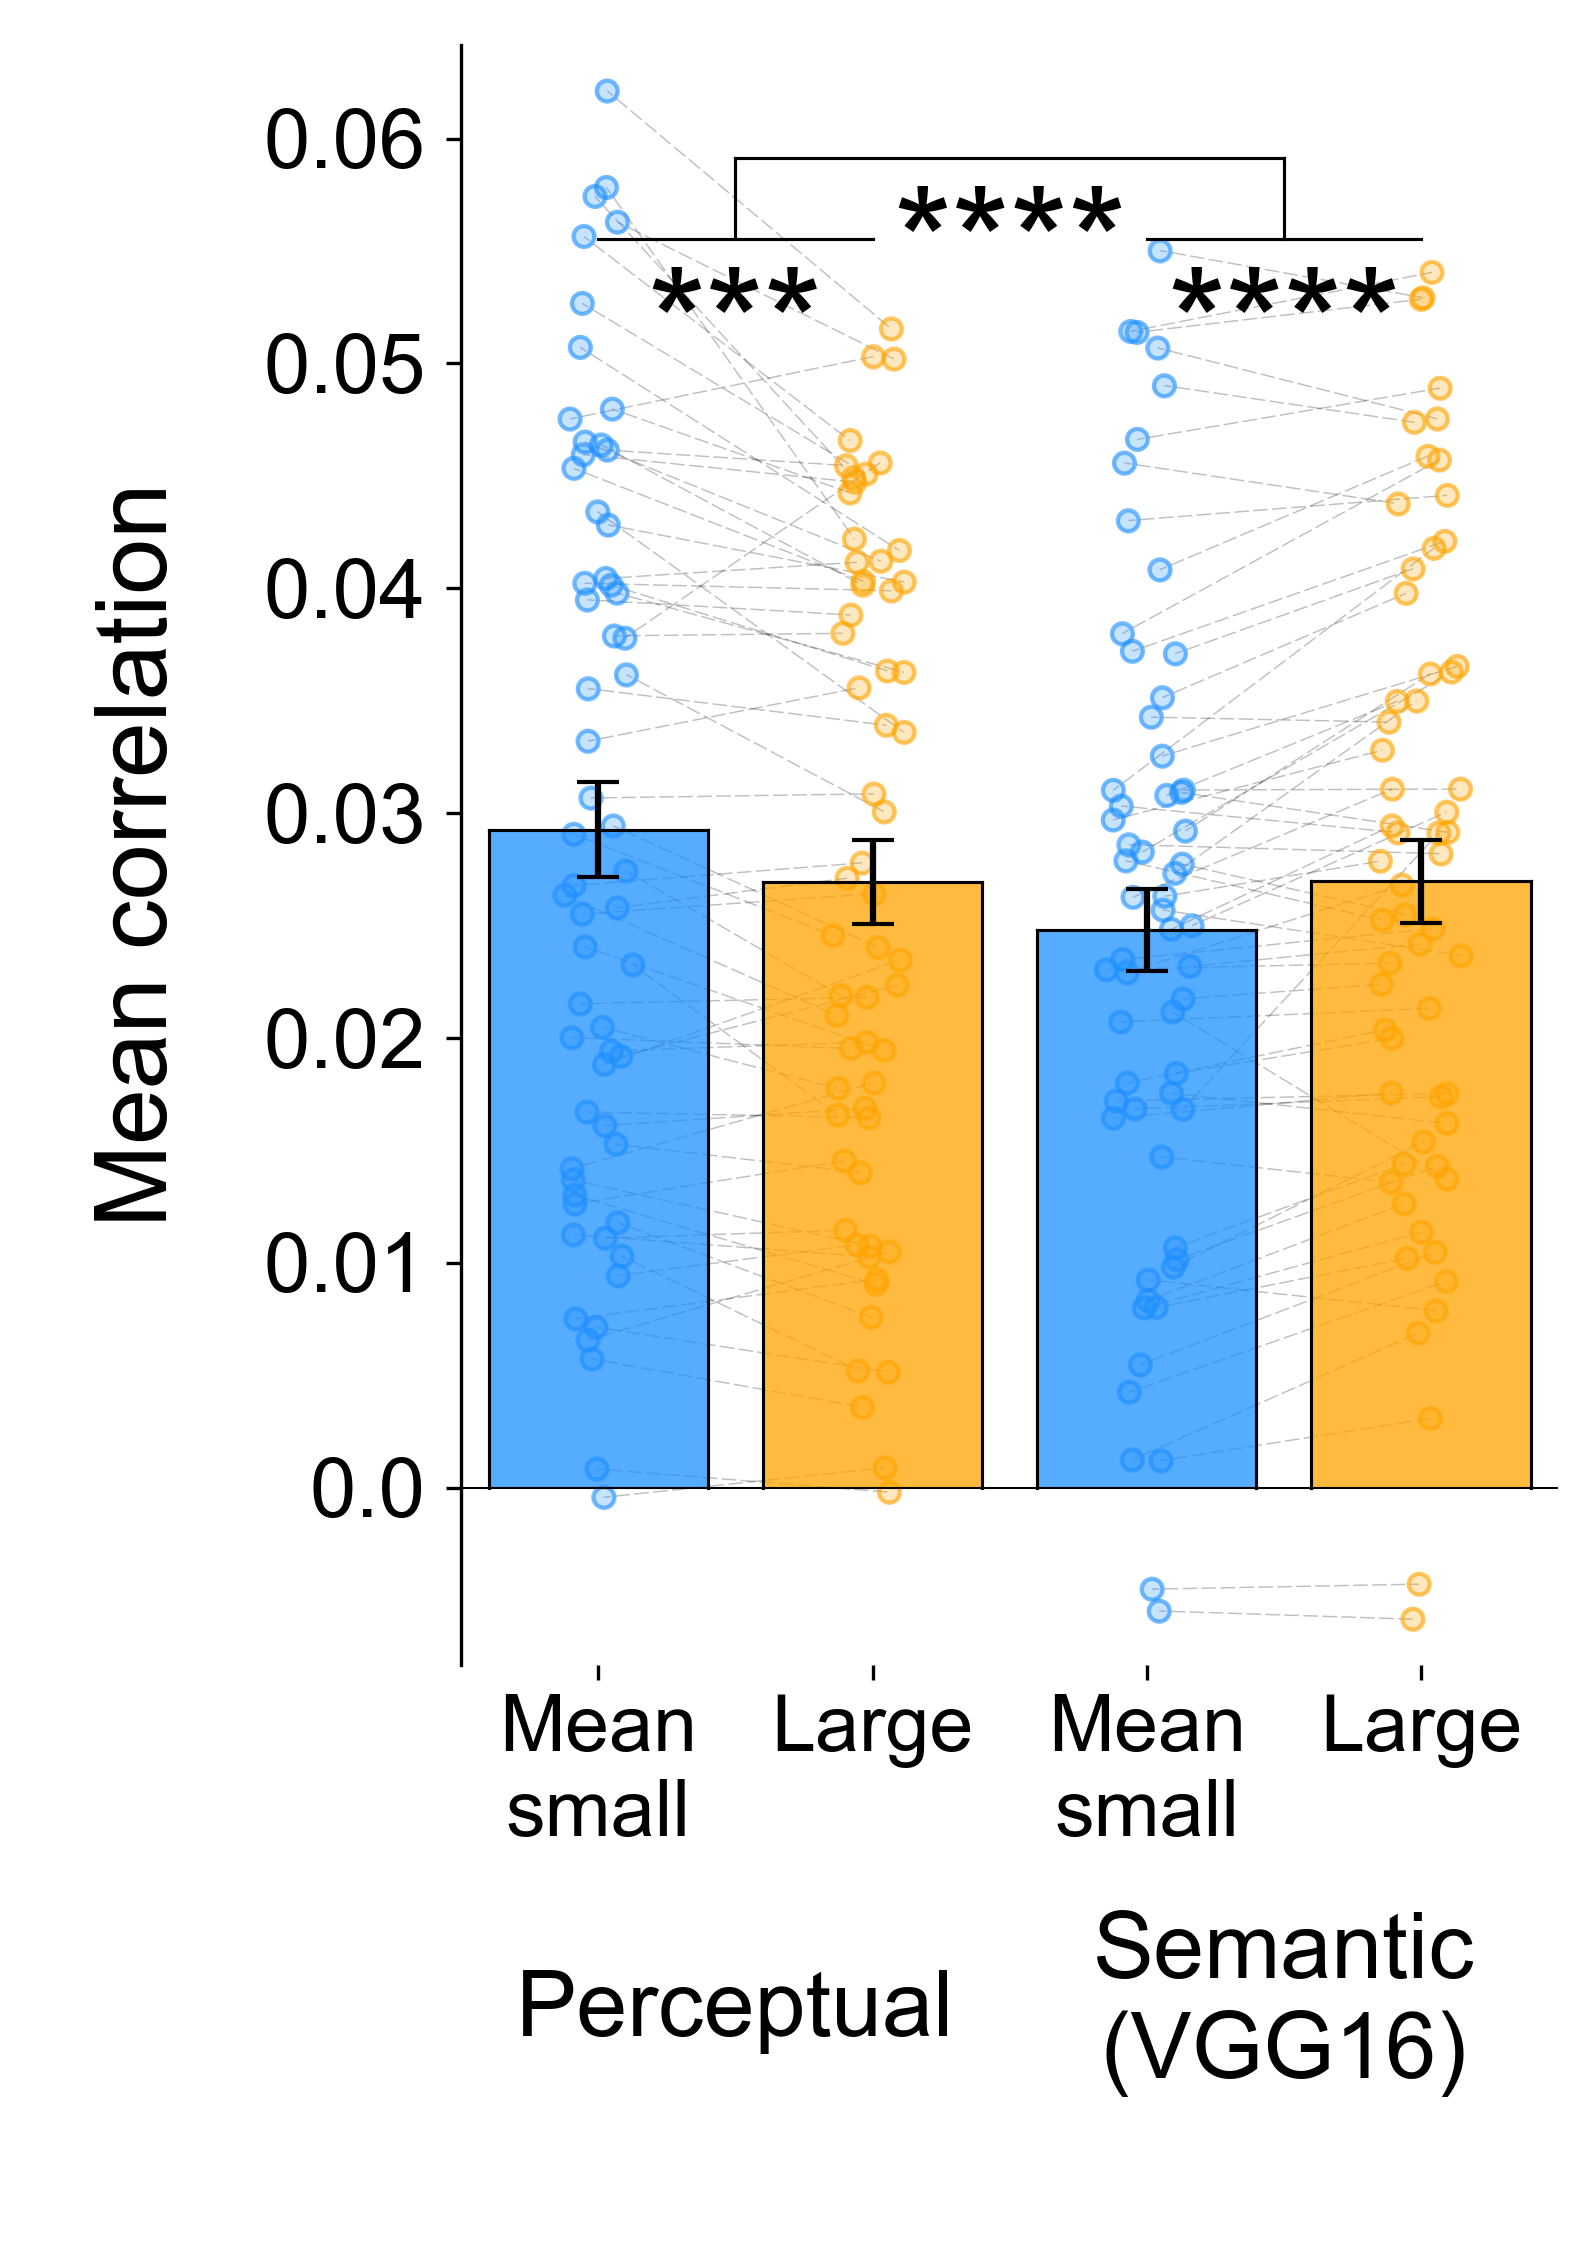 Mean correlation
0.06
0.05
0.04
0.03
0.02
0.01
0.0
****
*** ****
Mean small
Large
Mean small
Large
Perceptual
Semantic
(VGG16)